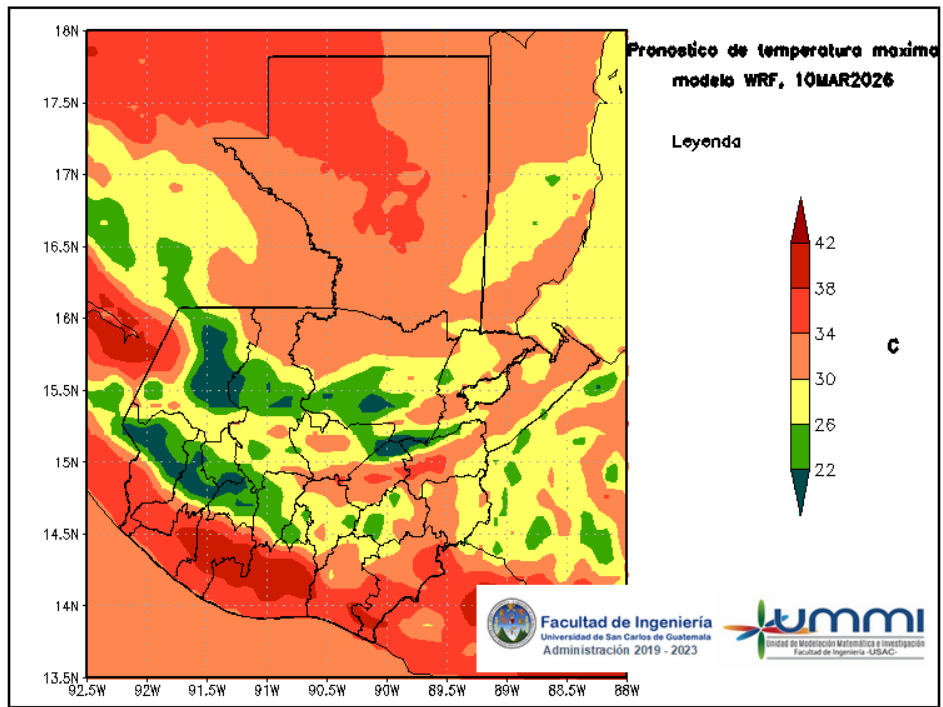 Pronostico de temperatura maxima
modelo WRF, 10MAR2026
Leyenda
42
38
34
30
26
22
C
18N
17.5N
17N
16.5N
16N
15.5N
15N
14.5N
14N
13.5N
92.5W
92W
91.5W
91W
90.5W
90W
89.5W
89W
88.5W
88W
Facultad de Ingeniería
Universidad de San Carlos de Guatemala
Administración 2019 - 2023
ummi
Unidad de Modelación Matemática e Investigación
Facultad de Ingeniería -USAC-